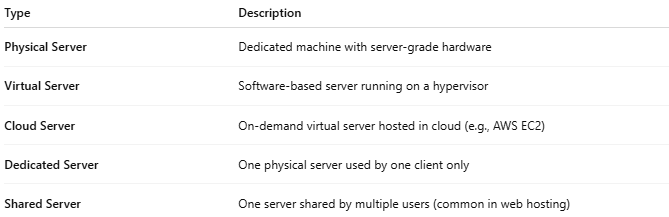 Type Description
Physical Server Dedicated machine with server-grade hardware
Virtual Server Software-based server running on a hypervisor
Cloud Server On-demand virtual server hosted in cloud (e.g., AWS EC2)
Dedicated Server One physical server used by one client only
Shared Server One server shared by multiple users (common in web hosting)